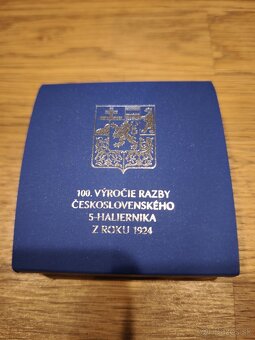 100. VÝROČIE RAZBY
ČESKOSLOVENSKÉHO
5-HALIERNIKA
Z ROKU 1924